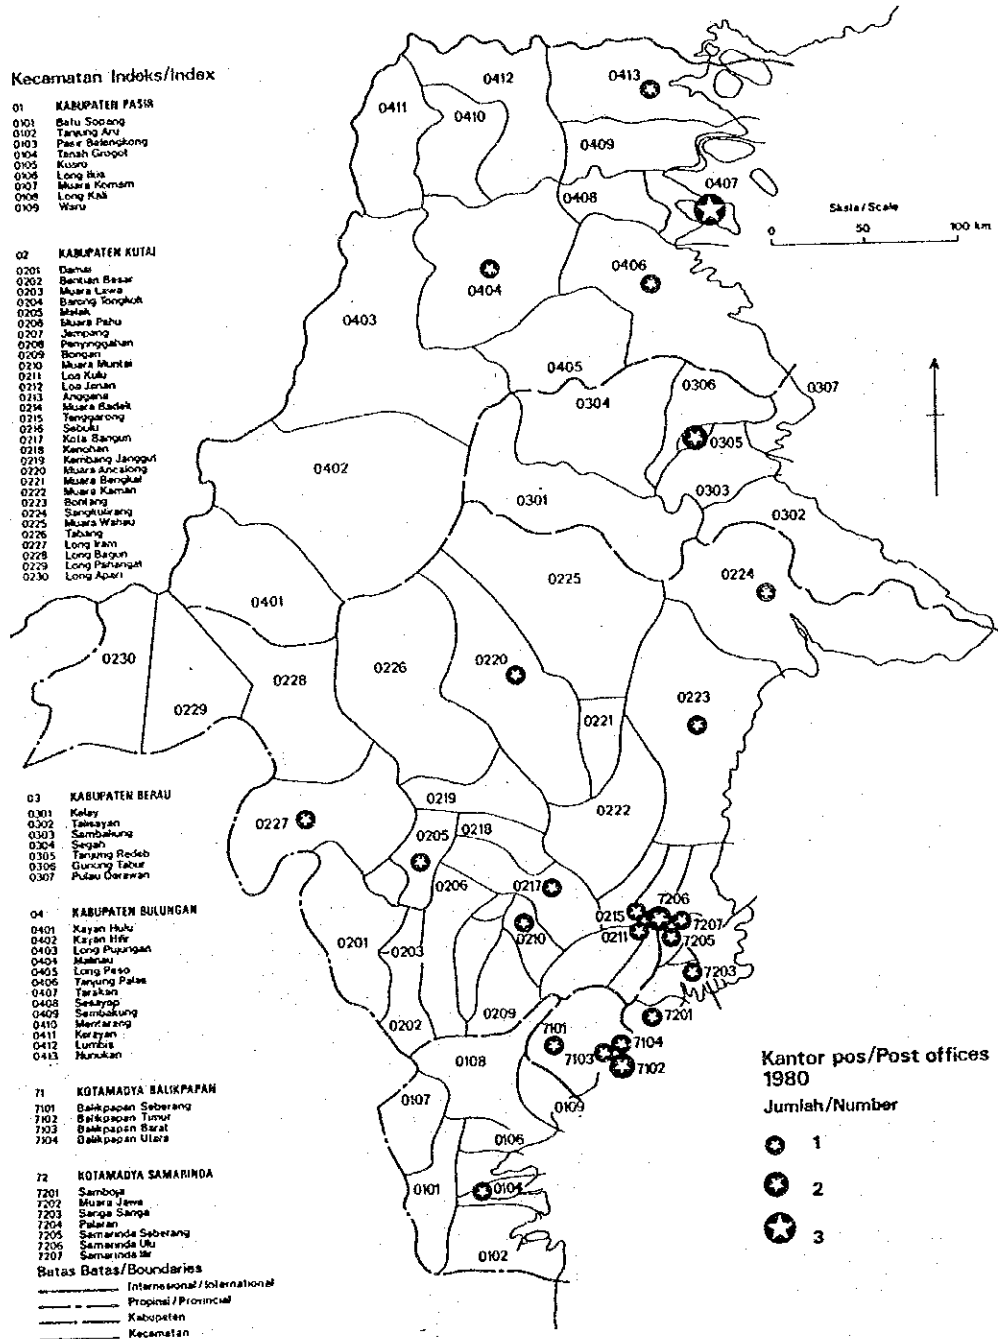 Kecamatan Indeks/Index
01 KABUPATEN PASIR
0101 Batu Sopang
0102 Tanjung Aru
0103 Pasir Balengkong
0104 Tanah Grogot
0105 Kuaro
0106 Long Ikis
0107 Muara Komam
0108 Long Kali
0109 Waru
02 KABUPATEN KUTAI
0201 Damai
0202 Bentian Besar
0203 Muara Lawa
0204 Barong Tongkok
0205 Melak
0206 Muara Pahu
0207 Jempang
0208 Penyinggahan
0209 Bongan
0210 Muara Muntai
0211 Loa Kulu
0212 Loa Janan
0213 Anggana
0214 Muara Badak
0215 Tenggarong
0216 Sebulu
0217 Kota Bangun
0218 Kenohan
0219 Kembang Janggut
0220 Muara Ancalong
0221 Muara Bengkal
0222 Muara Kaman
0223 Bontang
0224 Sangkulirang
0225 Muara Wahau
0226 Tabang
0227 Long Iram
0228 Long Bagun
0229 Long Pahangai
0230 Long Apari
03 KABUPATEN BERAU
0301 Kelay
0302 Talisayan
0303 Sambaliung
0304 Segah
0305 Tanjung Redeb
0306 Gunung Tabur
0307 Pulau Derawan
04 KABUPATEN BULUNGAN
0401 Kayan Hulu
0402 Kayan Hilir
0403 Long Pujungan
0404 Malinau
0405 Long Peso
0406 Tanjung Palas
0407 Tarakan
0408 Sesayap
0409 Sembakung
0410 Mentarang
0411 Kerayan
0412 Lumbis
0413 Nunukan
71 KOTAMADYA BALIKPAPAN
7101 Balikpapan Seberang
7102 Balikpapan Timur
7103 Balikpapan Barat
7104 Balikpapan Utara
72 KOTAMADYA SAMARINDA
7201 Samboja
7202 Muara Jawa
7203 Sanga Sanga
7204 Palaran
7205 Samarinda Seberang
7206 Samarinda Ulu
7207 Samarinda Ilir
Batas Batas/Boundaries
Internasional/International
Propinsi/Provincial
Kabupaten
Kecamatan
0412
0413
0411
0410
0409
0407
0408
Skala/Scale
0 50 100 km
0406
0404
0403
0405
0306
0307
0304
0305
0402
0303
0301
0302
0225
0224
0401
0230
0228
0226
0220
0223
0229
0221
0219
0222
0227
0205
0218
0206
0217
7206
0215
7207
0210
0211
7205
0201
0203
7203
0209
7201
0202
7101
7104
0108
7103
7102
0107
0109
0106
0101
0104
0102
Kantor pos/Post offices
1980
Jumlah/Number
1
2
3